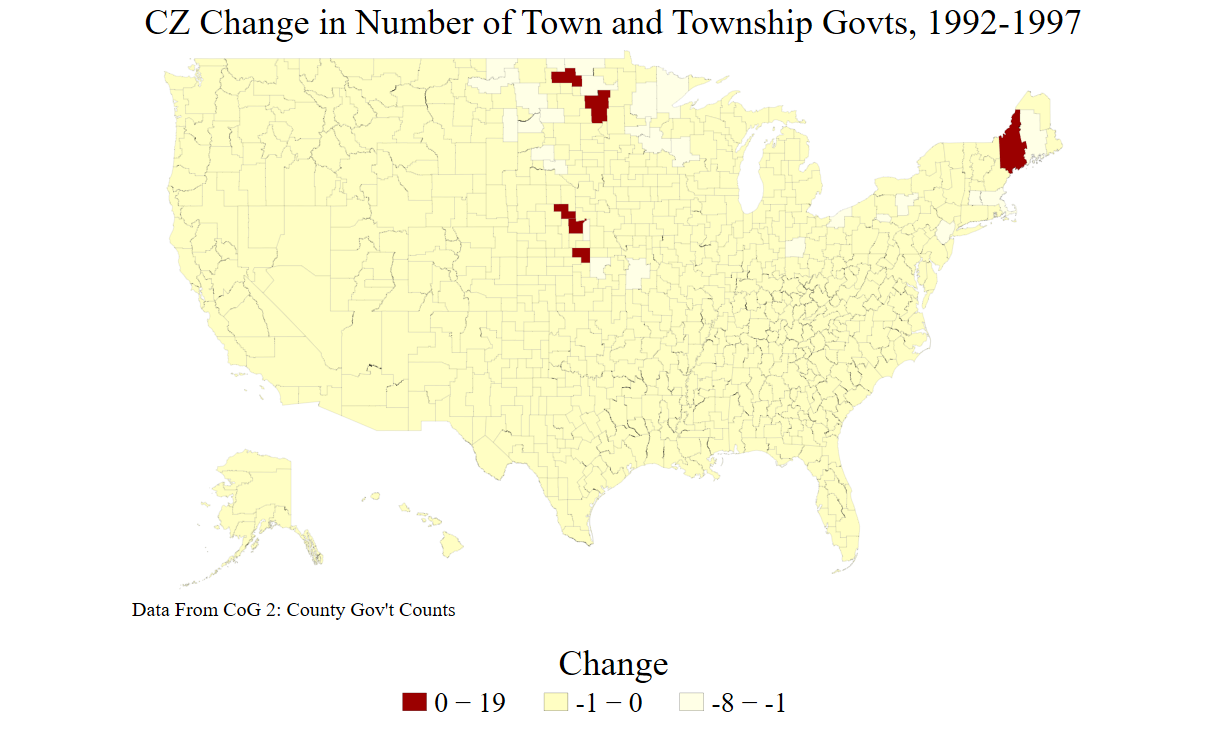 CZ Change in Number of Town and Township Govts, 1992-1997
Data From CoG 2: County Gov't Counts
Change
0 − 19
-1 − 0
-8 − -1